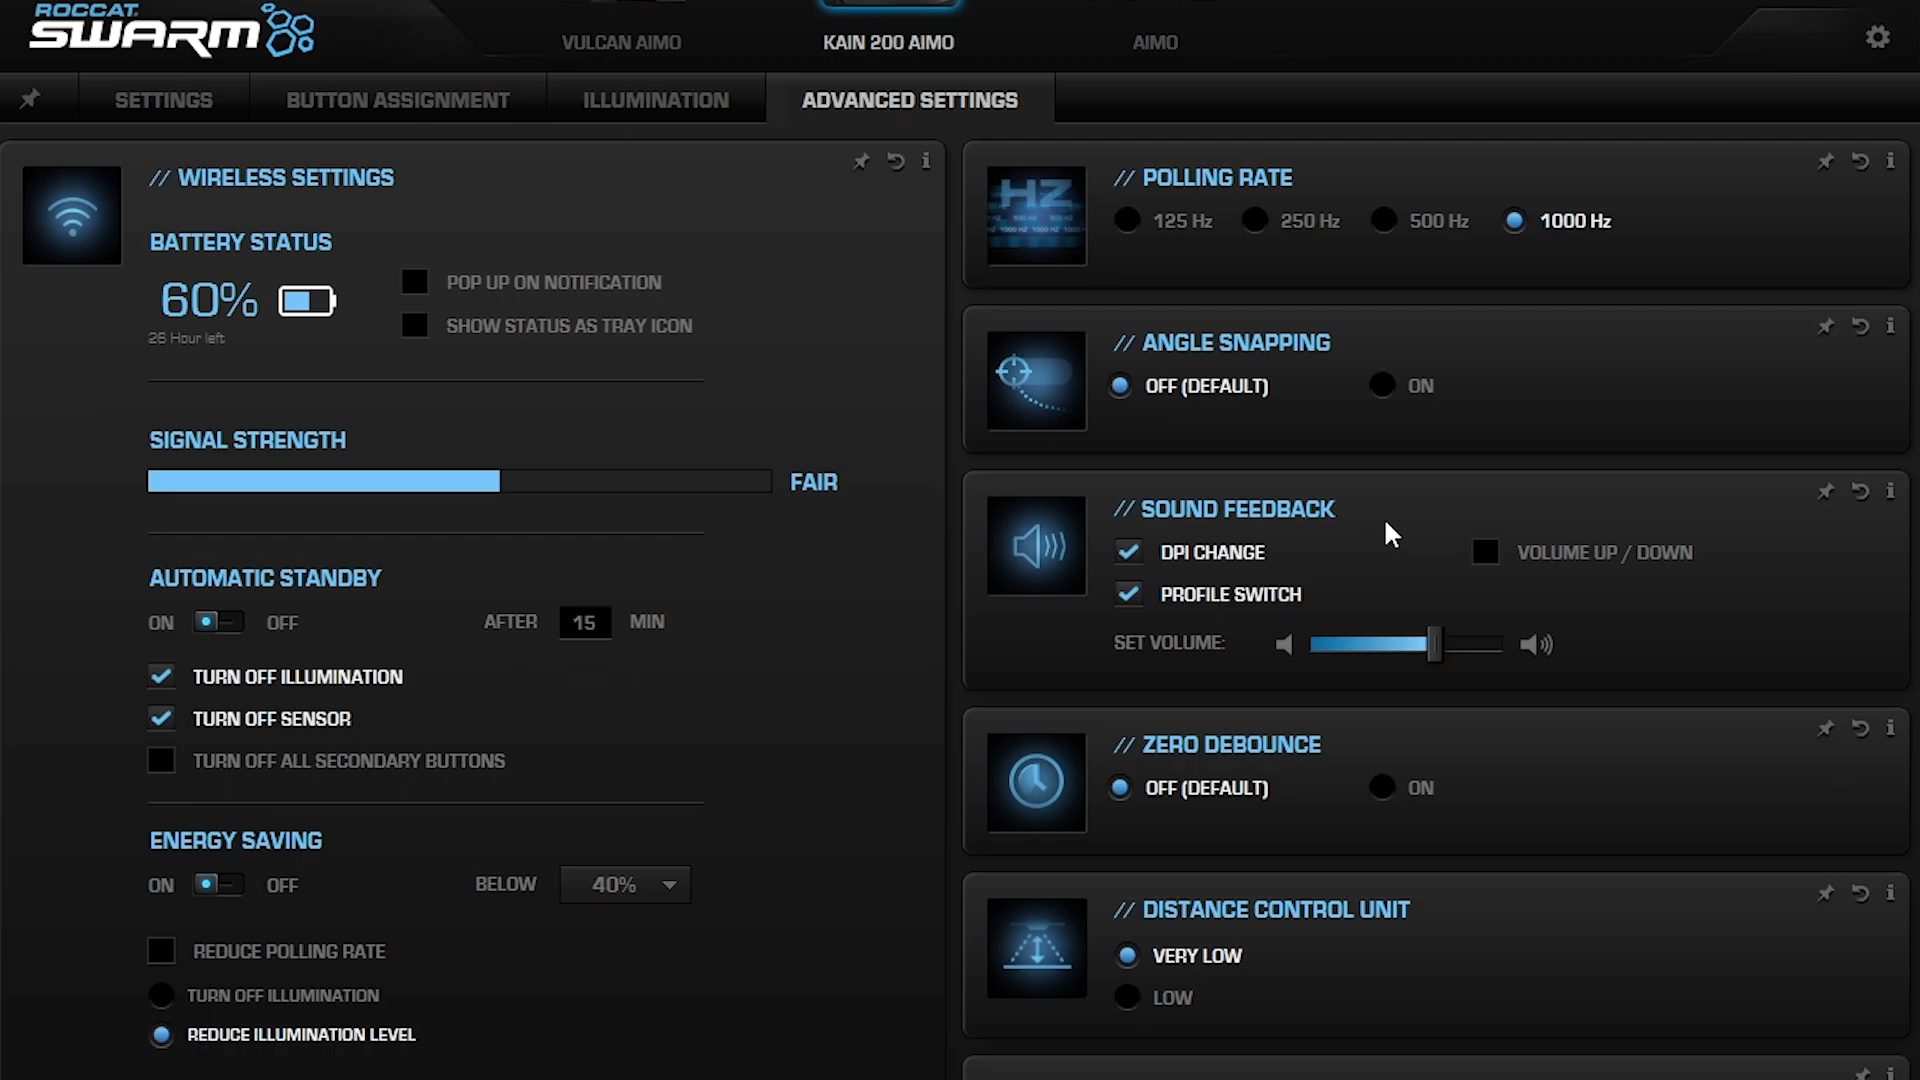 ROCCAT
SWARM
VULCAN AIMO
KAIN 200 AIMO
AIMO
SETTINGS
BUTTON ASSIGNMENT
ILLUMINATION
ADVANCED SETTINGS
// WIRELESS SETTINGS
BATTERY STATUS
60%
26 Hour left
POP UP ON NOTIFICATION
SHOW STATUS AS TRAY ICON
SIGNAL STRENGTH
FAIR
AUTOMATIC STANDBY
ON OFF AFTER 15 MIN
TURN OFF ILLUMINATION
TURN OFF SENSOR
TURN OFF ALL SECONDARY BUTTONS
ENERGY SAVING
ON OFF BELOW 40%
REDUCE POLLING RATE
TURN OFF ILLUMINATION
REDUCE ILLUMINATION LEVEL
HZ
// POLLING RATE
125 Hz 250 Hz 500 Hz 1000 Hz
// ANGLE SNAPPING
OFF (DEFAULT) ON
// SOUND FEEDBACK
DPI CHANGE VOLUME UP / DOWN
PROFILE SWITCH
SET VOLUME:
// ZERO DEBOUNCE
OFF (DEFAULT) ON
// DISTANCE CONTROL UNIT
VERY LOW
LOW